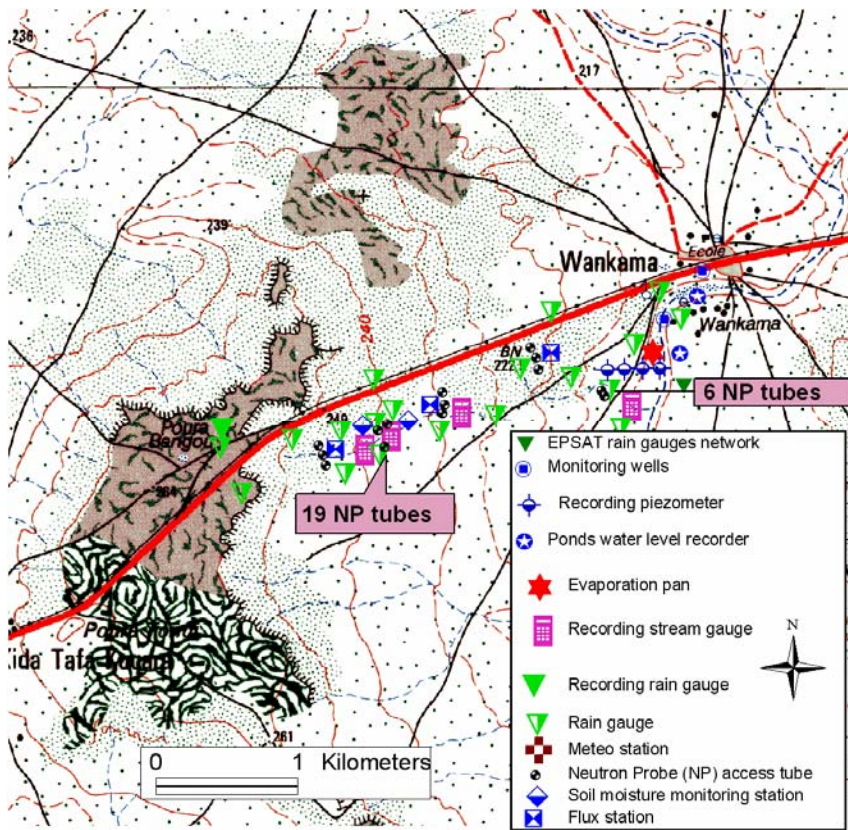 236
217
239
Ecole
Wankama
Wankama
240
BN
222
6 NP tubes
Bangou
19 NP tubes
261
EPSAT rain gauges network
Monitoring wells
Recording piezometer
Ponds water level recorder
Evaporation pan
Recording stream gauge
N
Recording rain gauge
Rain gauge
Meteo station
Neutron Probe (NP) access tube
Soil moisture monitoring station
Flux station
0 Kilometers 1